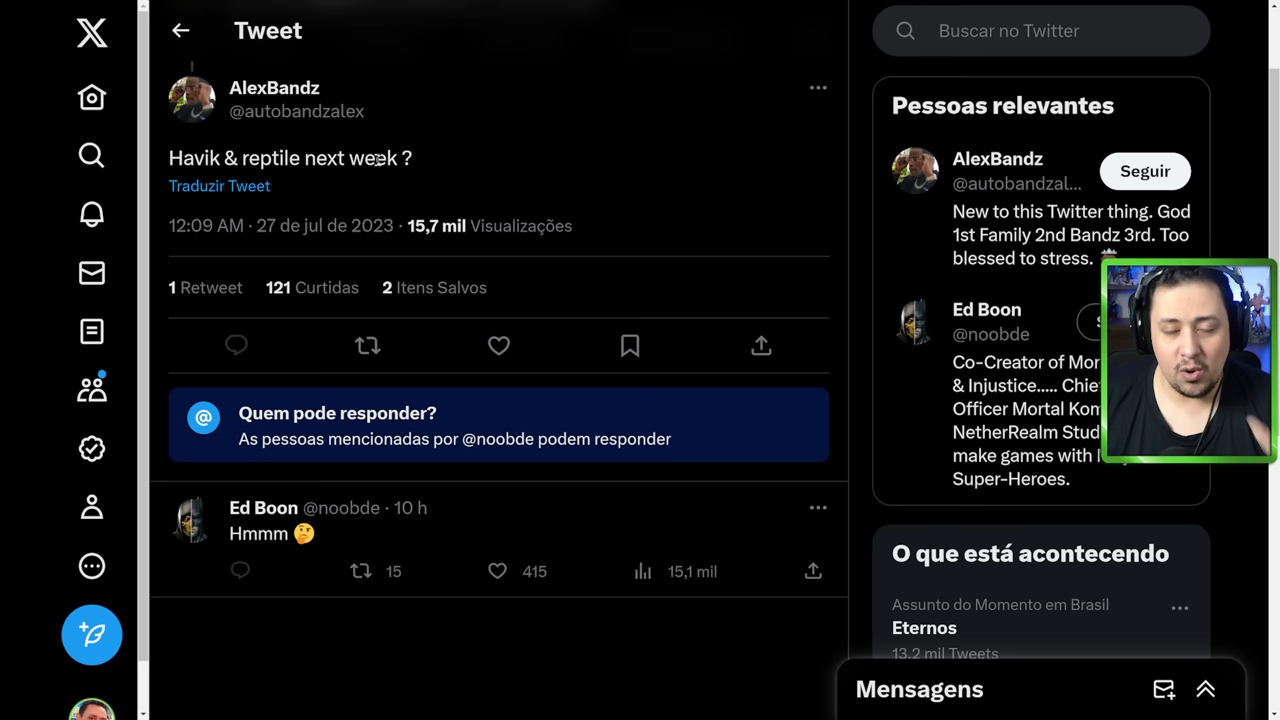 Tweet
AlexBandz
@autobandzalex
Havik & reptile next week ?
Traduzir Tweet
12:09 AM · 27 de jul de 2023 · 15,7 mil Visualizações
1 Retweet 121 Curtidas 2 Itens Salvos
Quem pode responder?
As pessoas mencionadas por @noobde podem responder
Ed Boon @noobde · 10 h
Hmmm 🤔
15 415 15,1 mil
Buscar no Twitter
Pessoas relevantes
AlexBandz
@autobandzal...
Seguir
New to this Twitter thing. God
1st Family 2nd Bandz 3rd. Too
blessed to stress.
Ed Boon
@noobde
Co-Creator of Mor
& Injustice..... Chie
Officer Mortal Kom
NetherRealm Stud
make games with
Super-Heroes.
O que está acontecendo
Assunto do Momento em Brasil
Eternos
13,2 mil Tweets
Mensagens